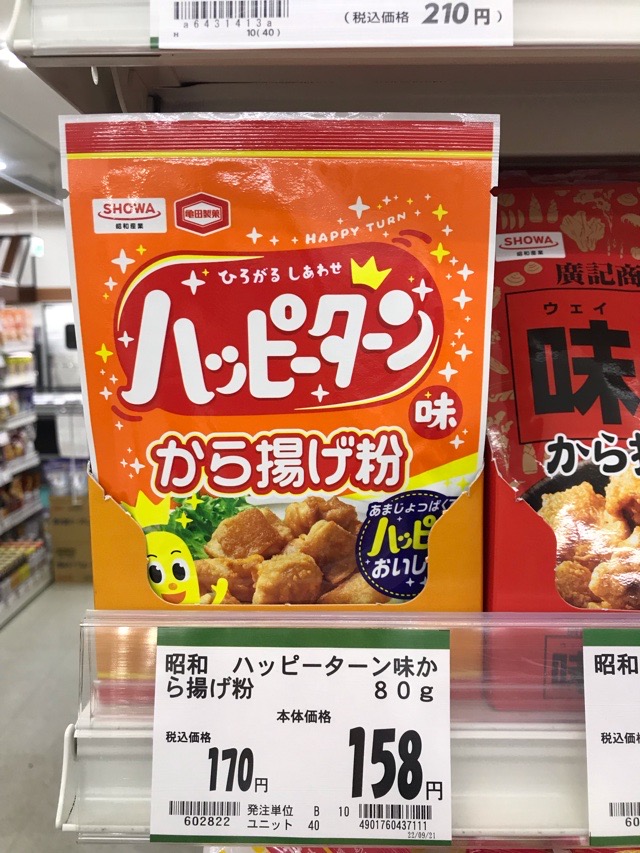 a6431413a
N 10(40)
(税込価格 210円)
SHOWA
昭和産業
亀田製菓
HAPPY TURN
ひろがる しあわせ
ハッピーターン
味
から揚げ粉
あまじょっぱくて
ハッピ
おいし
SHOWA
昭和産業
廣記商
ウェイ
味
から揚
昭和 ハッピーターン味か
ら揚げ粉 80g
本体価格
税込価格
170円
158円
602822
発注単位 B 10
ユニット 40
4901760437111
22/09/21
昭和
税込価
60